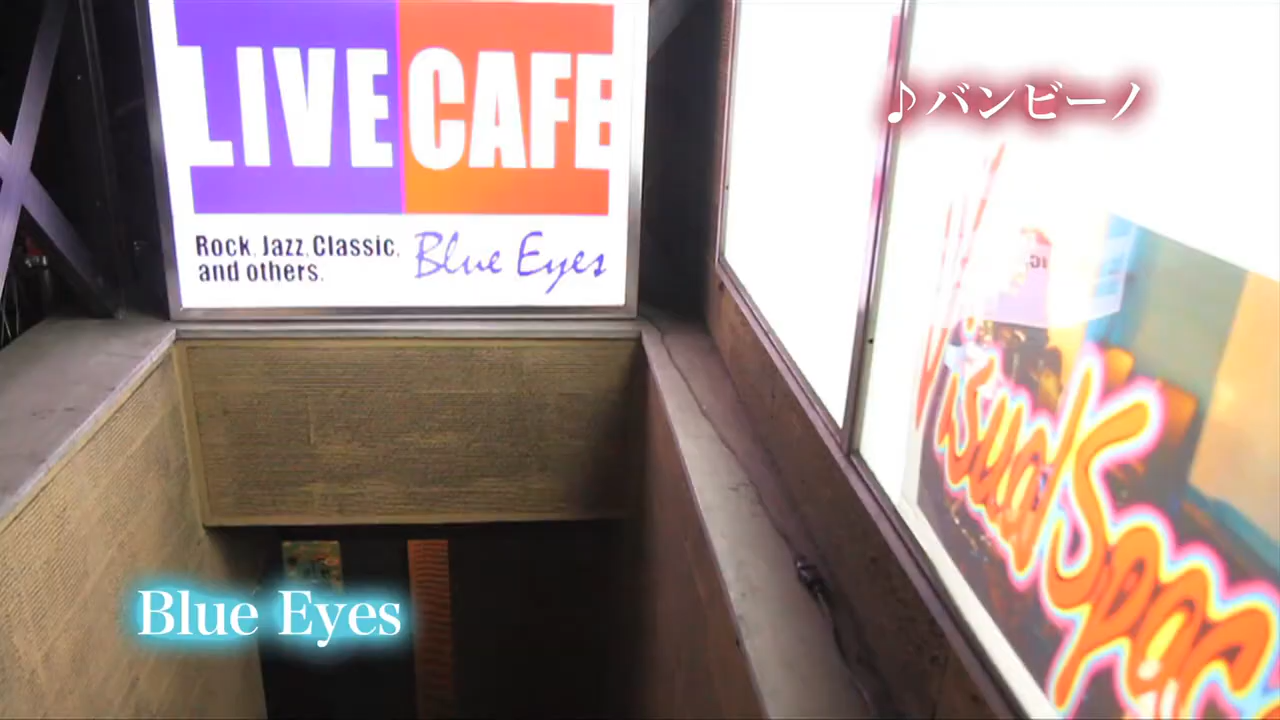 LIVE CAFE
Rock, Jazz, Classic,
and others.
Blue Eyes
♪バンビーノ
Visual Spac
Blue Eyes